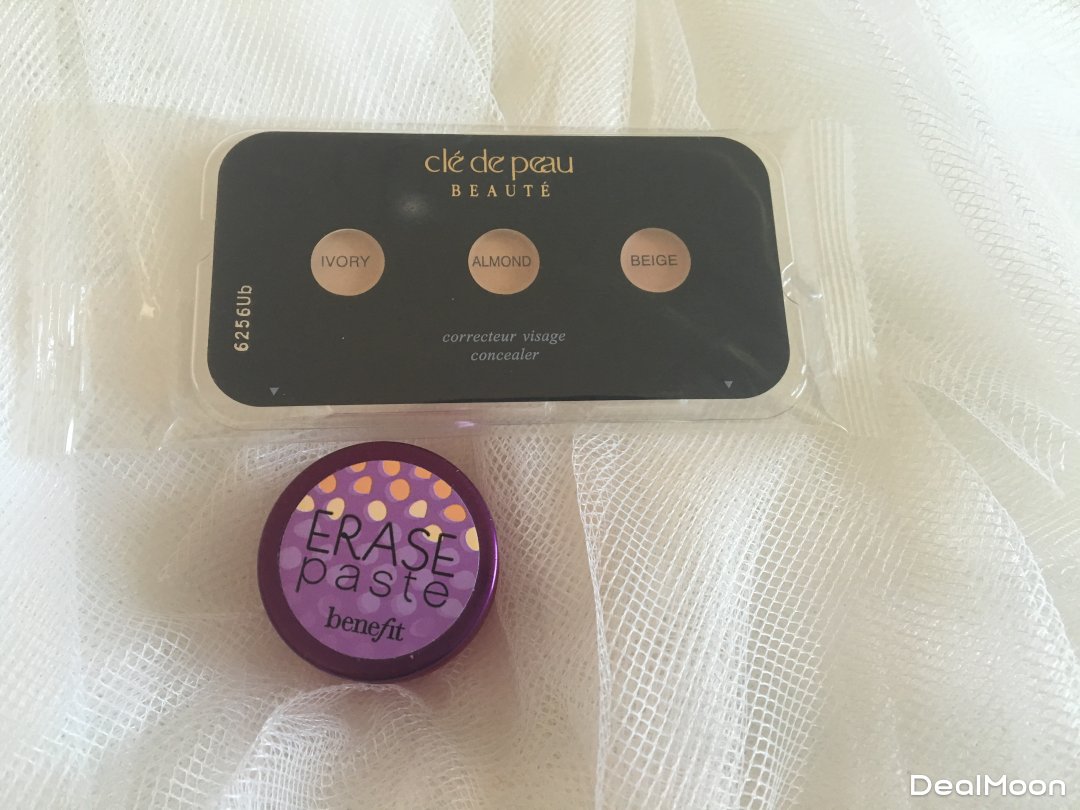 clé de peau
BEAUTÉ
IVORY
ALMOND
BEIGE
6256Ub
correcteur visage
concealer
ERASE
paste
benefit
DealMoon